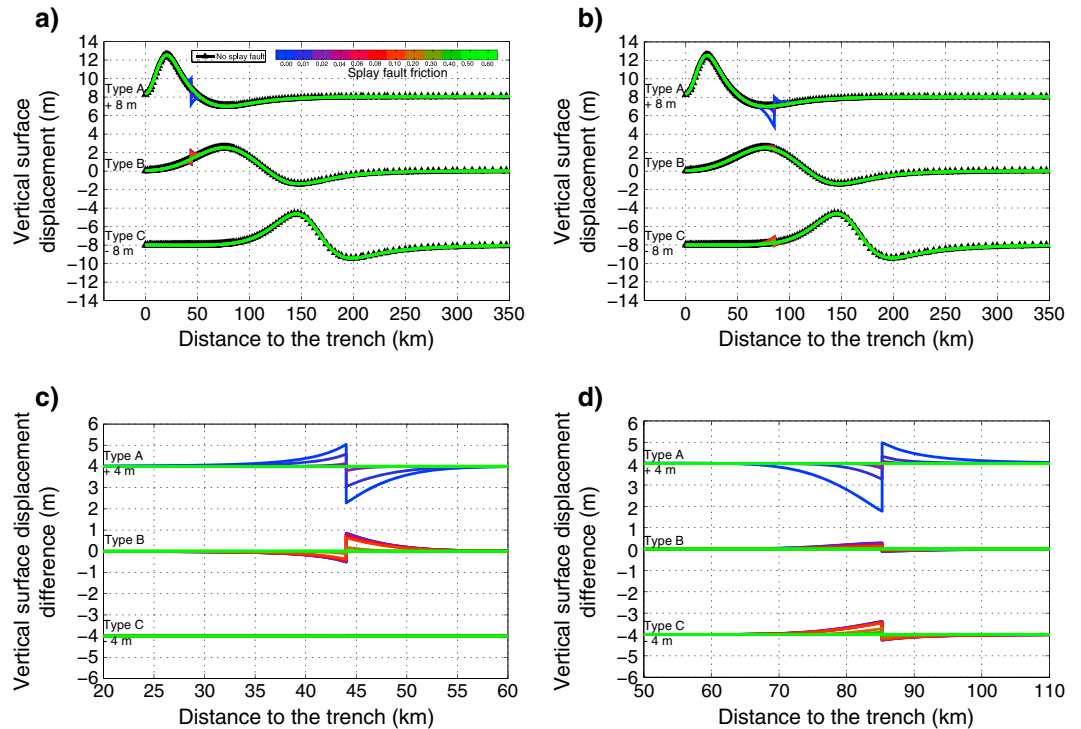 a)
14
12
10
8
6
4
2
0
−2
−4
−6
−8
−10
−12
−14
Vertical surface
displacement (m)
Type A
+ 8 m
Type B
Type C
- 8 m
No splay fault
0.00 0,01 0.02 0.04 0.06 0.08 0.10 0.20 0.30 0.40 0.50 0.60
Splay fault friction
0 50 100 150 200 250 300 350
Distance to the trench (km)
b)
14
12
10
8
6
4
2
0
−2
−4
−6
−8
−10
−12
−14
Vertical surface
displacement (m)
Type A
+ 8 m
Type B
Type C
- 8 m
0 50 100 150 200 250 300 350
Distance to the trench (km)
c)
6
5
4
3
2
1
0
−1
−2
−3
−4
−5
−6
Vertical surface displacement
difference (m)
Type A
+ 4 m
Type B
Type C
- 4 m
20 25 30 35 40 45 50 55 60
Distance to the trench (km)
d)
6
5
4
3
2
1
0
−1
−2
−3
−4
−5
−6
Vertical surface displacement
difference (m)
Type A
+ 4 m
Type B
Type C
- 4 m
50 60 70 80 90 100 110
Distance to the trench (km)